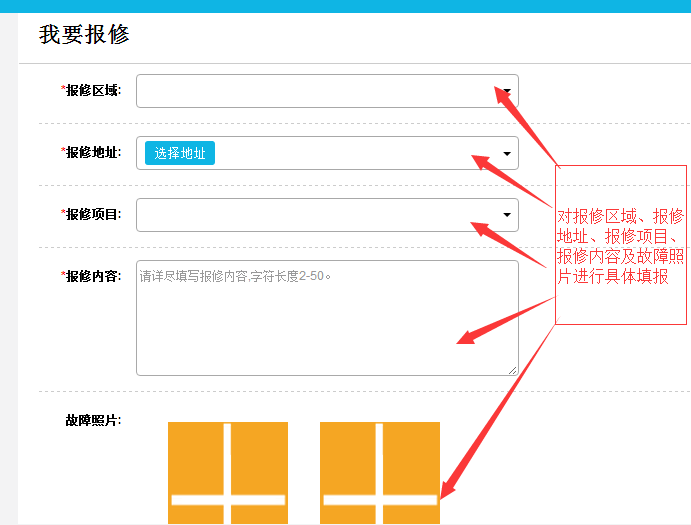 我要报修
*报修区域:
*报修地址:
选择地址
*报修项目:
*报修内容:
请详尽填写报修内容,字符长度2-50。
对报修区域、报修
地址、报修项目、
报修内容及故障照
片进行具体填报
故障照片: